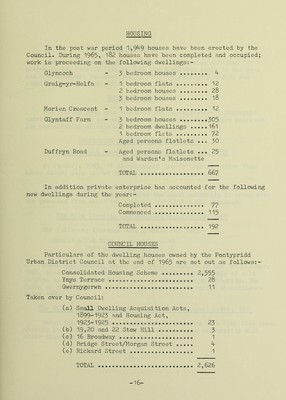 HOUSING
In the post war period 1,949 houses have been erected by the
Council. During 1965, 182 houses have been completed and occupied;
work is proceeding on the following dwellings:-
Glyncoch - 3 bedroom houses ........ 4
Graig-yr-Helfa - 1 bedroom flats ......... 12
2 bedroom houses ........ 28
3 bedroom houses ........ 18
Morien Crescent - 1 bedroom flats ......... 12
Glyntaff Farm - 3 bedroom houses ........305
2 bedroom dwellings .....161
1 bedroom flats ......... 72
Aged persons flatlets ... 30
Duffryn Road - Aged persons flatlets ... 25
and Warden's Maisonette
TOTAL .................. 667
In addition private enterprise has accounted for the following
new dwellings during the year:-
Completed ............ 77
Commenced ............ 115
TOTAL ................ 192
COUNCIL HOUSES
Particulars of the dwelling houses owned by the Pontypridd
Urban District Council at the end of 1965 are set out as follows:-
Consolidated Housing Scheme ......... 2,555
Ynys Terrace ........................ 28
Gwernygerwn ......................... 11
Taken over by Council:
(a) Small Dwelling Acquisition Acts,
1899-1923 and Housing Act,
1923-1925 ....................... 23
(b) 19,20 and 22 Stow Hill .......... 3
(c) 16 Broadway ..................... 1
(d) Bridge Street/Morgan Street ..... 4
(e) Rickard Street .................. 1
TOTAL ............................... 2,626
-16-